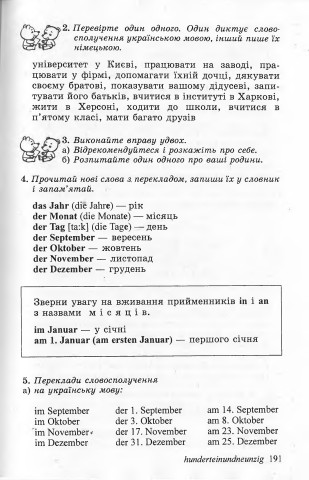 2. Перевірте один одного. Один диктує слово-
сполучення українською мовою, інший пише їх
німецькою.
університет у Києві, працювати на заводі, пра-
цювати у фірмі, допомагати їхній дочці, дякувати
своєму братові, показувати вашому дідусеві, запи-
тувати його батьків, вчитися в інституті в Харкові,
жити в Херсоні, ходити до школи, вчитися в
п’ятому класі, мати багато друзів
3. Виконайте вправу удвох.
а) Відрекомендуйтеся і розкажіть про себе.
б) Розпитайте один одного про ваші родини.
4. Прочитай нові слова з перекладом, запиши їх у словник
і запам’ятай.
das Jahr (die Jahre) — рік
der Monat (die Monate) — місяць
der Tag [ta:k] (die Tage) — день
der September — вересень
der Oktober — жовтень
der November — листопад
der Dezember — грудень
Зверни увагу на вживання прийменників in і an
з назвами місяців.
im Januar — у січні
am 1. Januar (am ersten Januar) — першого січня
5. Переклади словосполучення
а) на українську мову:
im September der 1. September am 14. September
im Oktober der 3. Oktober am 8. Oktober
im November der 17. November am 23. November
im Dezember der 31. Dezember am 25. Dezember
hunderteinundneunzig 191